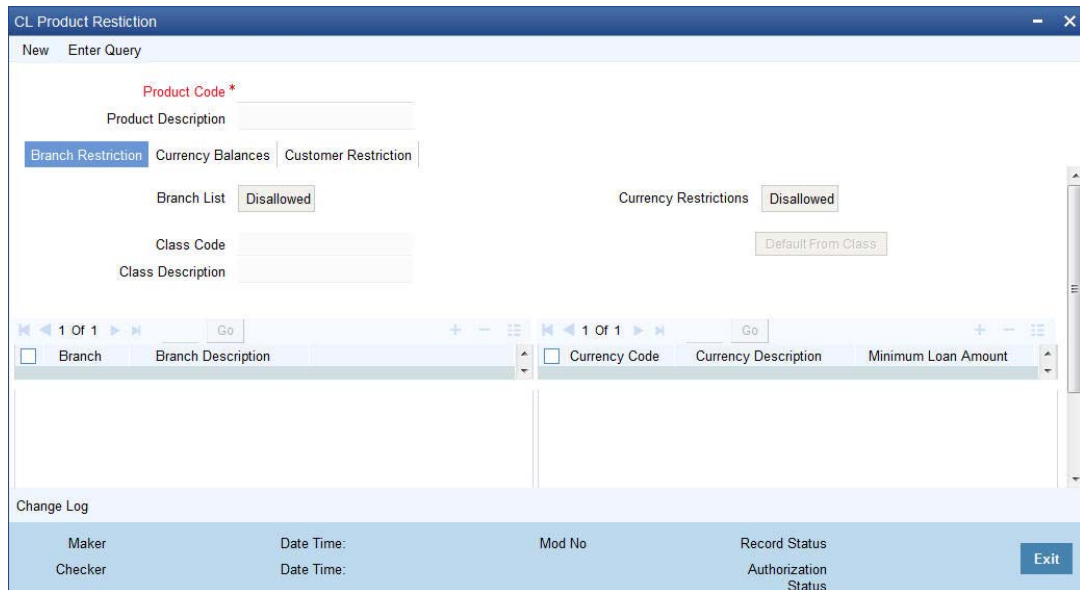 CL Product Restiction
New Enter Query
Product Code *
Product Description
Branch Restriction Currency Balances Customer Restriction
Branch List Disallowed Currency Restrictions Disallowed
Class Code Default From Class
Class Description
1 Of 1 Go 1 Of 1 Go
Branch Branch Description Currency Code Currency Description Minimum Loan Amount
Change Log
Maker Date Time: Mod No Record Status
Checker Date Time: Authorization Status
Exit